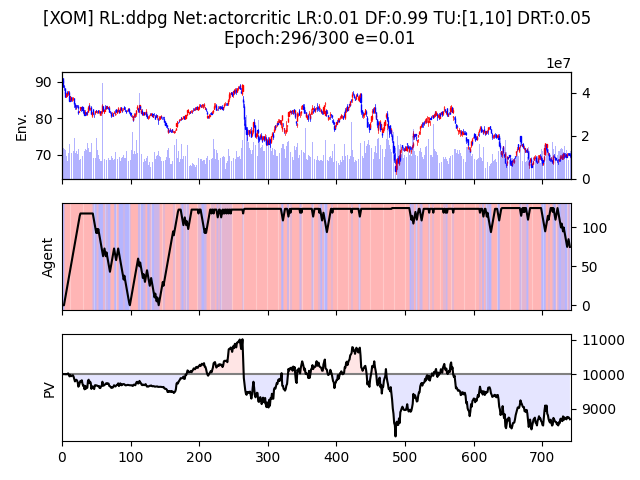 [XOM] RL:ddpg Net:actorcritic LR:0.01 DF:0.99 TU:[1,10] DRT:0.05
Epoch:296/300 e=0.01
1e7
90
80
70
Env.
4
2
0
Agent
100
50
0
PV
11000
10000
9000
0 100 200 300 400 500 600 700